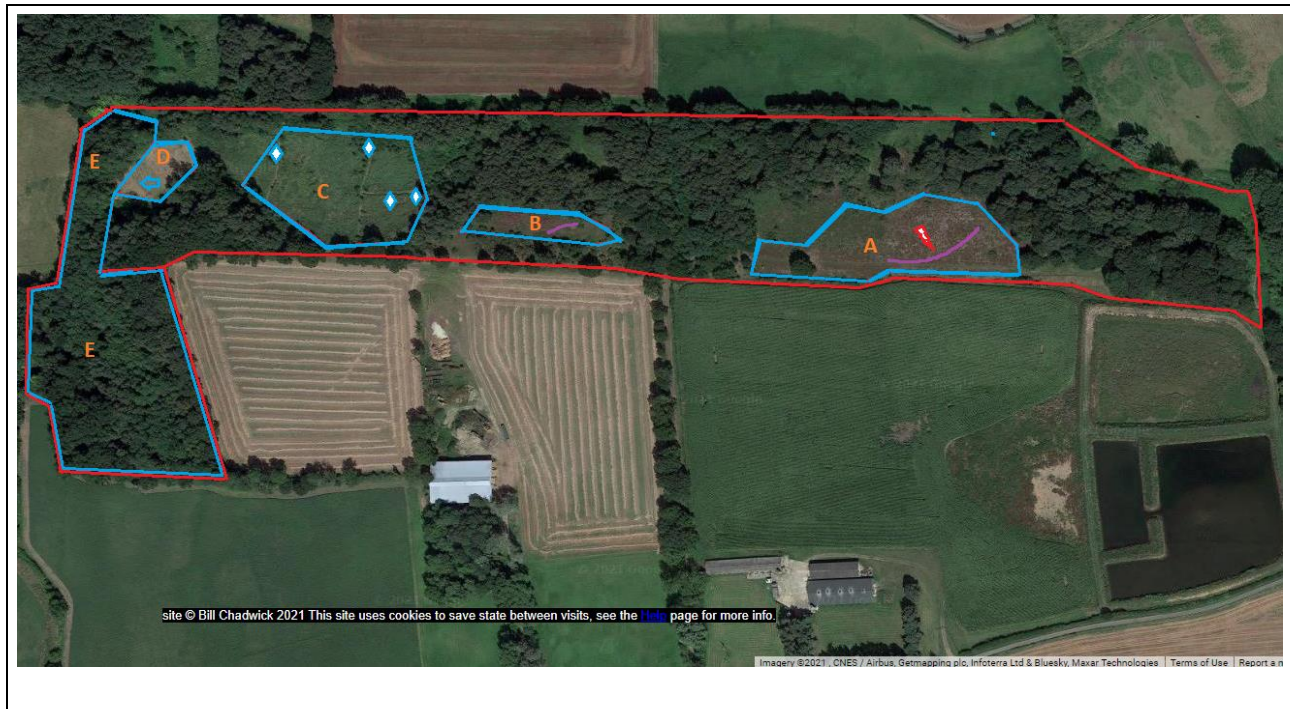 E
D
C
B
A
E
site © Bill Chadwick 2021 This site uses cookies to save state between visits, see the Help page for more info.
Imagery ©2021 , CNES / Airbus, Getmapping plc, Infoterra Ltd & Bluesky, Maxar Technologies | Terms of Use | Report a